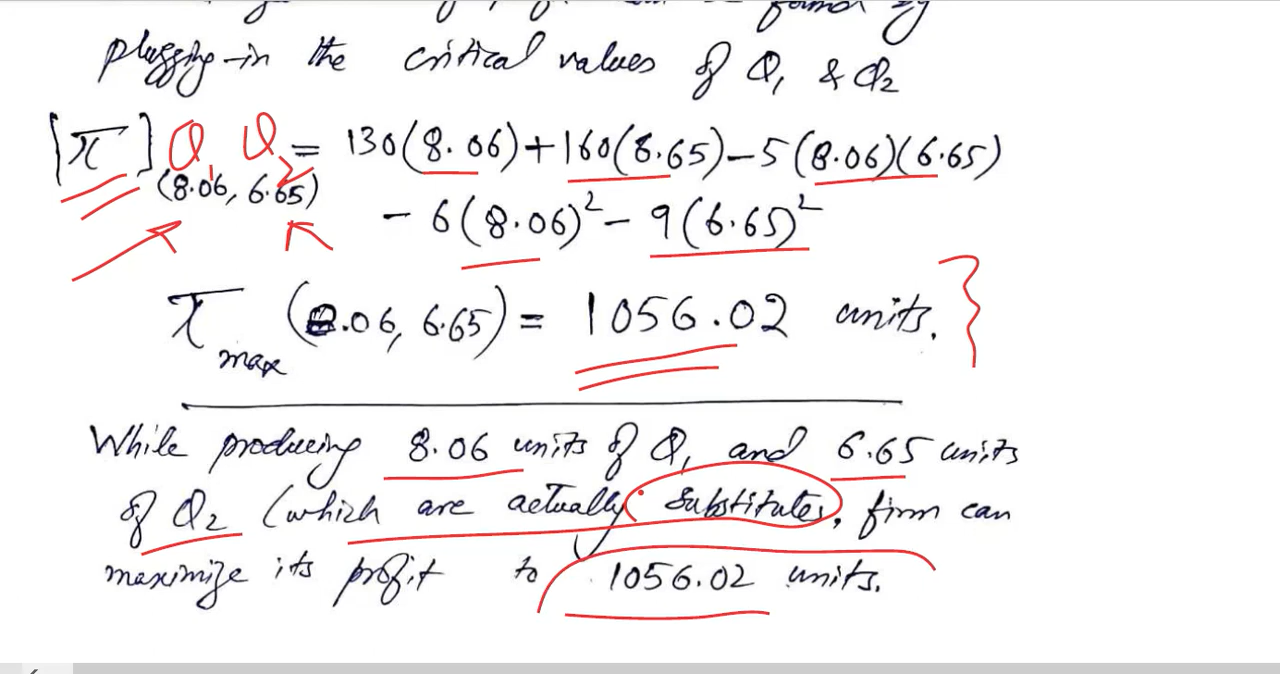 found by
plugging-in the critical values of Q1 & Q2
[π] Q1 Q2 = 130(8.06)+160(6.65)-5(8.06)(6.65)
(8.06, 6.65)
- 6(8.06)² - 9(6.65)²
π max (8.06, 6.65) = 1056.02 units.
While producing 8.06 units of Q1 and 6.65 units
of Q2 (which are actually substitutes, firm can
maximize its profit to 1056.02 units.